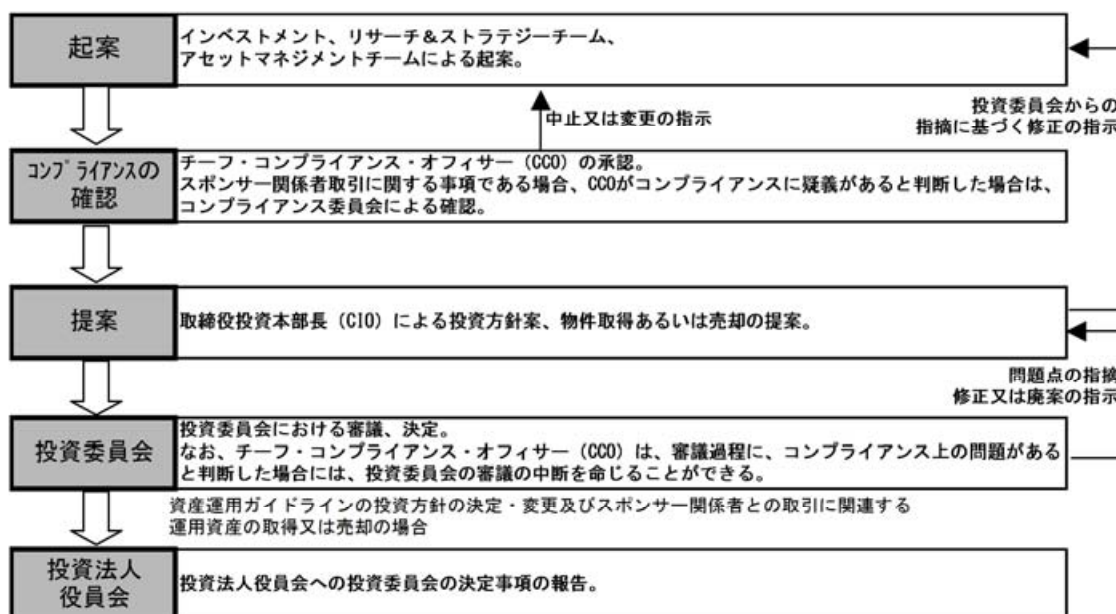 起案
インベストメント、リサーチ＆ストラテジーチーム、
アセットマネジメントチームによる起案。
中止又は変更の指示
投資委員会からの
指摘に基づく修正の指示
ｺﾝﾌﾟﾗｲｱﾝｽの
確認
チーフ・コンプライアンス・オフィサー（CCO）の承認。
スポンサー関係者取引に関する事項である場合、CCOがコンプライアンスに疑義があると判断した場合は、
コンプライアンス委員会による確認。
提案
取締役投資本部長（CIO）による投資方針案、物件取得あるいは売却の提案。
問題点の指摘
修正又は廃案の指示
投資委員会
投資委員会における審議、決定。
なお、チーフ・コンプライアンス・オフィサー（CCO）は、審議過程に、コンプライアンス上の問題がある
と判断した場合には、投資委員会の審議の中断を命じることができる。
資産運用ガイドラインの投資方針の決定・変更及びスポンサー関係者との取引に関連する
運用資産の取得又は売却の場合
投資法人
役員会
投資法人役員会への投資委員会の決定事項の報告。